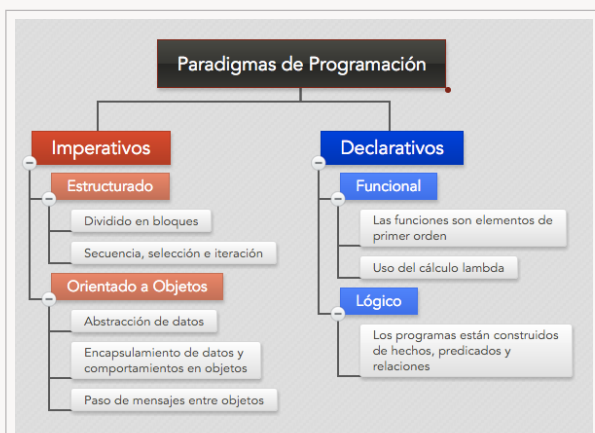 Paradigmas de Programación
Imperativos
Estructurado
Dividido en bloques
Secuencia, selección e iteración
Orientado a Objetos
Abstracción de datos
Encapsulamiento de datos y
comportamientos en objetos
Paso de mensajes entre objetos
Declarativos
Funcional
Las funciones son elementos de
primer orden
Uso del cálculo lambda
Lógico
Los programas están construidos
de hechos, predicados y
relaciones